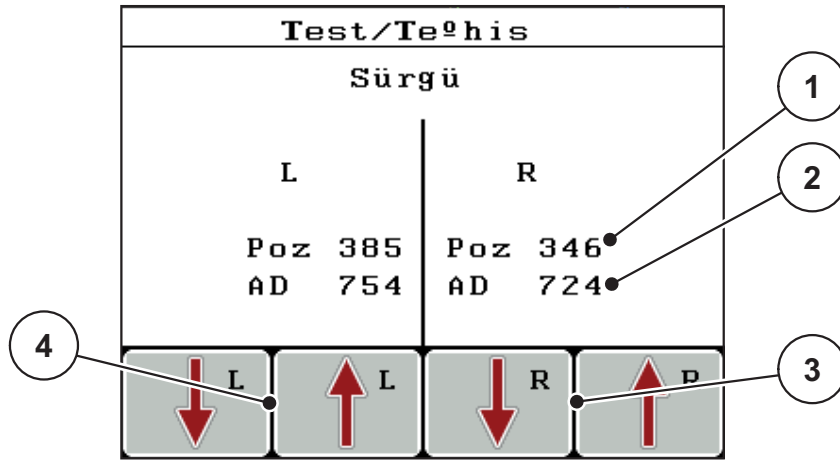 Test/Teºhis
Sürgü
L R
Poz 385 Poz 346
AD 754 AD 724
L L R R
1
2
3
4